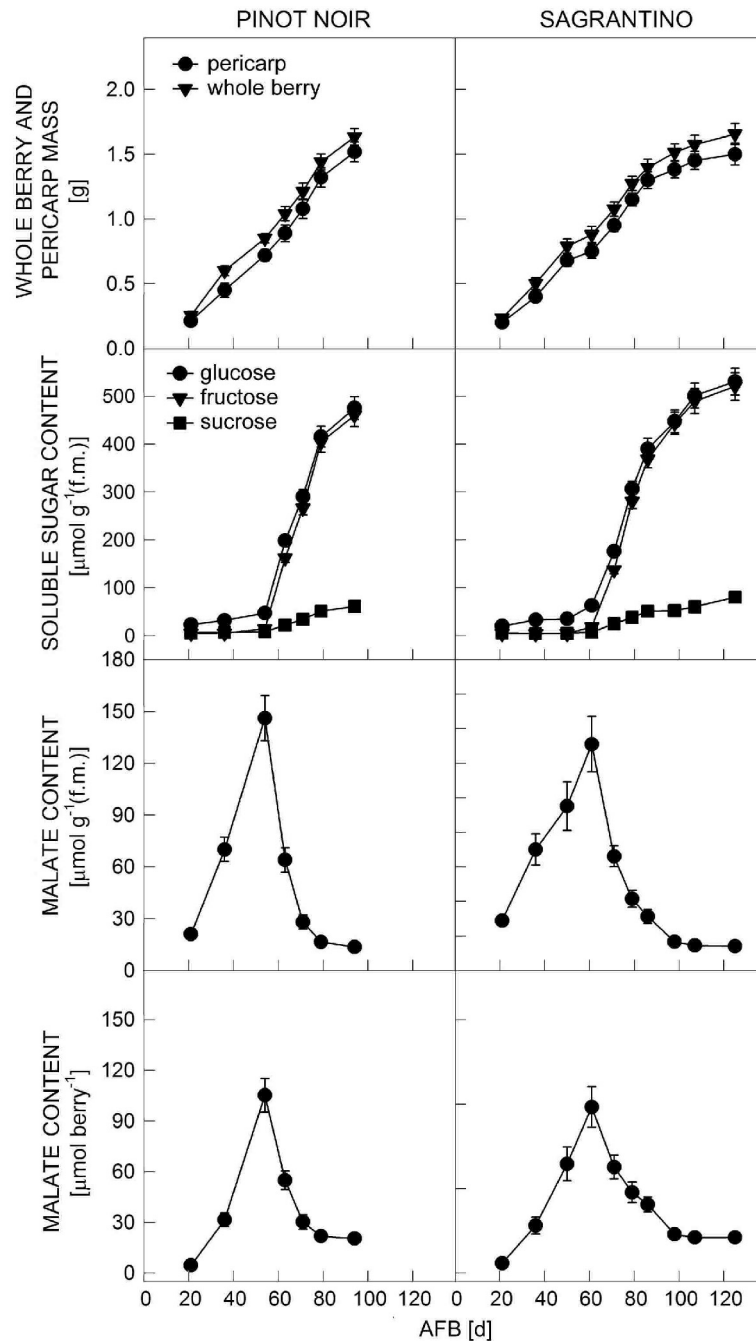 PINOT NOIR
SAGRANTINO
WHOLE BERRY AND
PERICARP MASS
[g]
pericarp
whole berry
2.0
1.5
1.0
0.5
0.0
SOLUBLE SUGAR CONTENT
[µmol g⁻¹(f.m.)]
glucose
fructose
sucrose
500
400
300
200
100
0
MALATE CONTENT
[µmol g⁻¹(f.m.)]
180
150
120
90
60
30
0
MALATE CONTENT
[µmol berry⁻¹]
150
120
90
60
30
0
0 20 40 60 80 100 120
0 20 40 60 80 100 120
AFB [d]